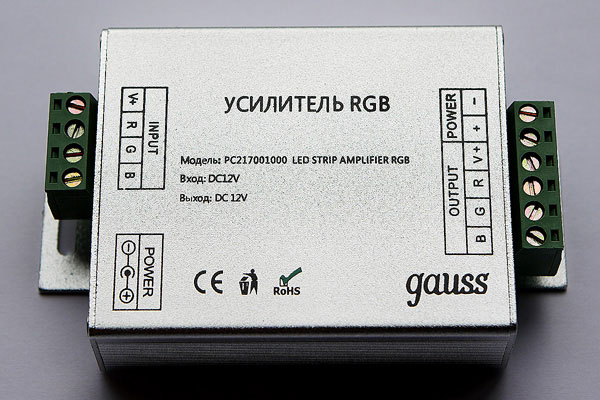 УСИЛИТЕЛЬ RGB
Модель: PC217001000 LED STRIP AMPLIFIER RGB
Вход: DC12V
Выход: DC 12V
INPUT
V+ R G B
POWER
− +
CE
RoHS
POWER
− +
OUTPUT
V+ R G B
gauss